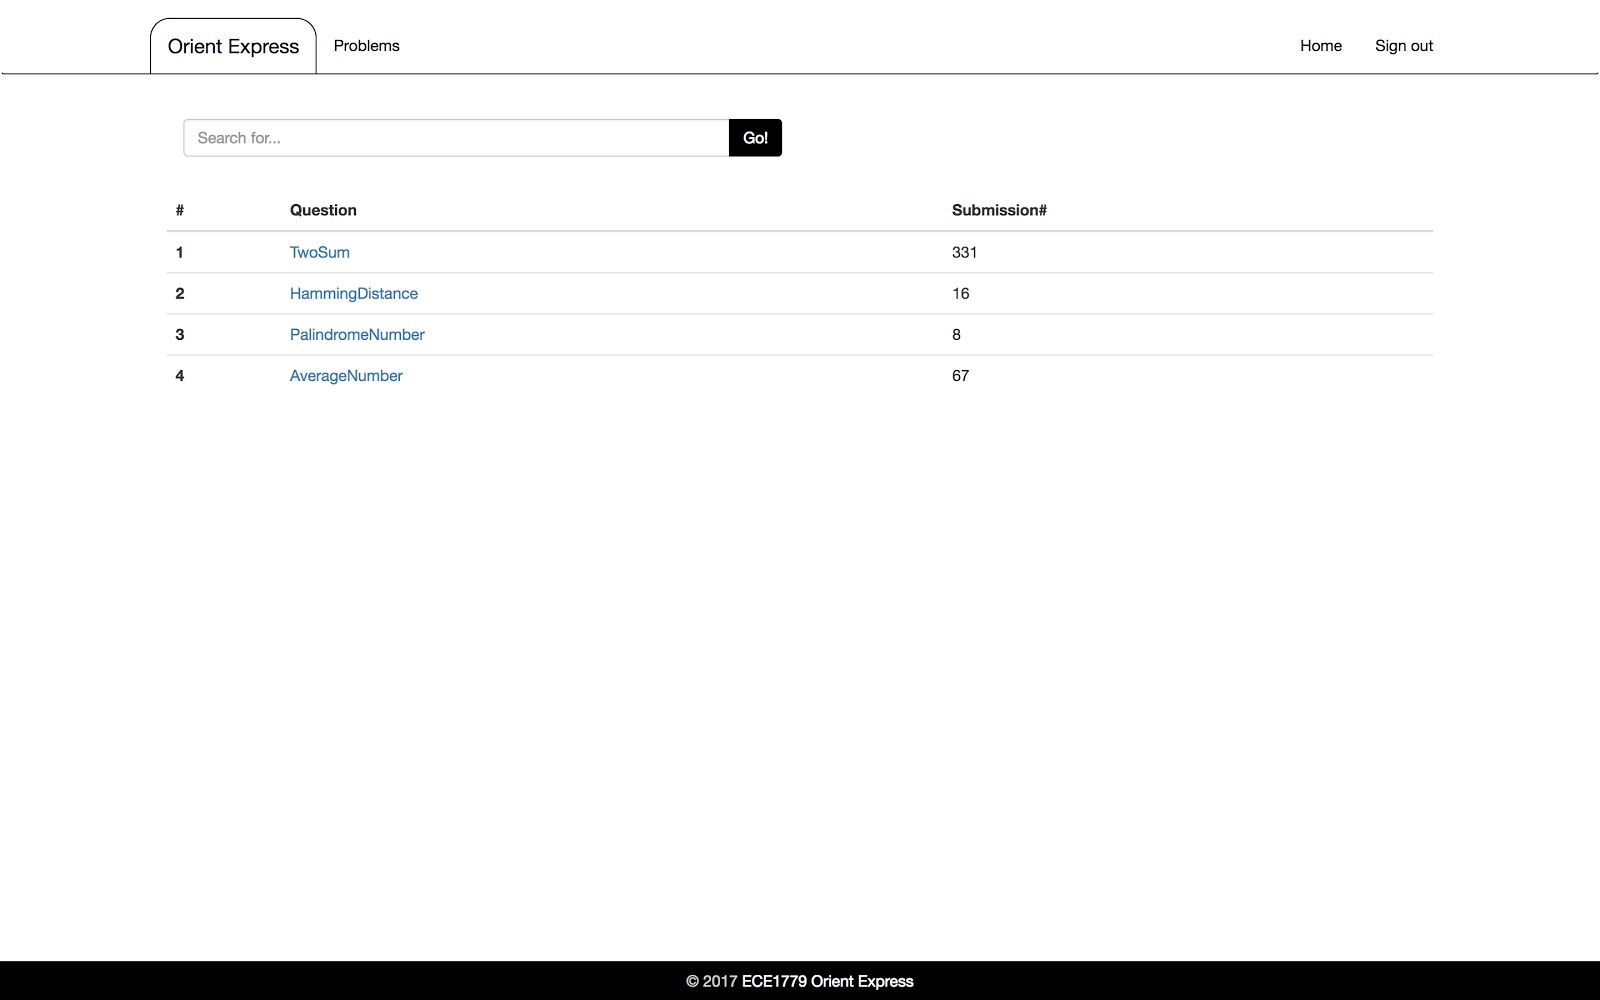 Orient Express Problems Home Sign out
Search for... Go!
# Question Submission#
1 TwoSum 331
2 HammingDistance 16
3 PalindromeNumber 8
4 AverageNumber 67
© 2017 ECE1779 Orient Express